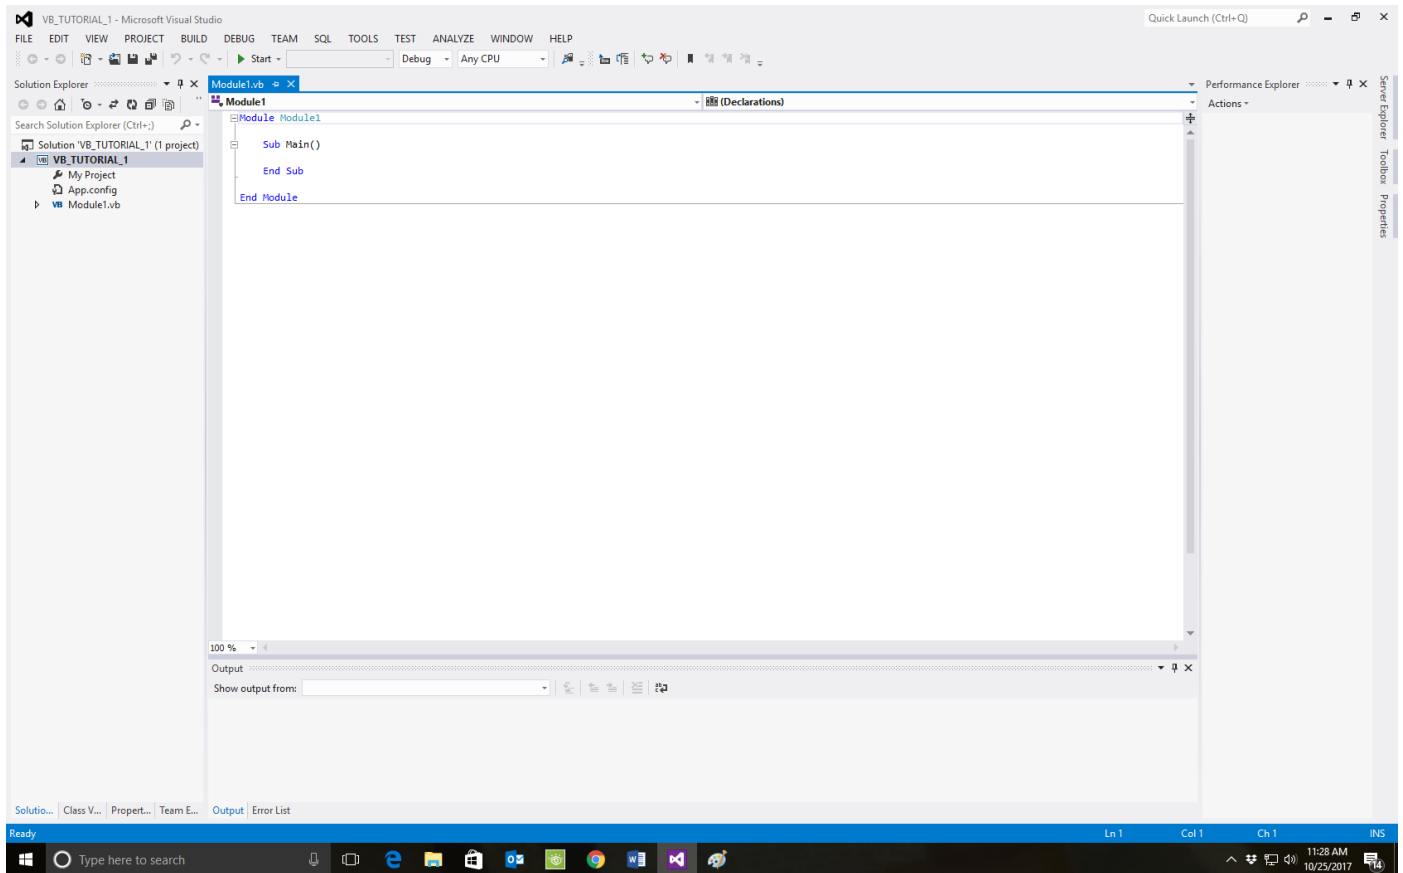 VB_TUTORIAL_1 - Microsoft Visual Studio
Quick Launch (Ctrl+Q)
FILE EDIT VIEW PROJECT BUILD DEBUG TEAM SQL TOOLS TEST ANALYZE WINDOW HELP
Start Debug Any CPU
Solution Explorer
Search Solution Explorer (Ctrl+;)
Solution 'VB_TUTORIAL_1' (1 project)
VB VB_TUTORIAL_1
My Project
App.config
VB Module1.vb
Module1.vb
Module1 (Declarations)
Module Module1
Sub Main()
End Sub
End Module
100 %
Output
Show output from:
Performance Explorer
Actions
Server Explorer
Toolbox
Properties
Solutio... Class V... Propert... Team E... Output Error List
Ready Ln 1 Col 1 Ch 1 INS
Type here to search
11:28 AM
10/25/2017
14